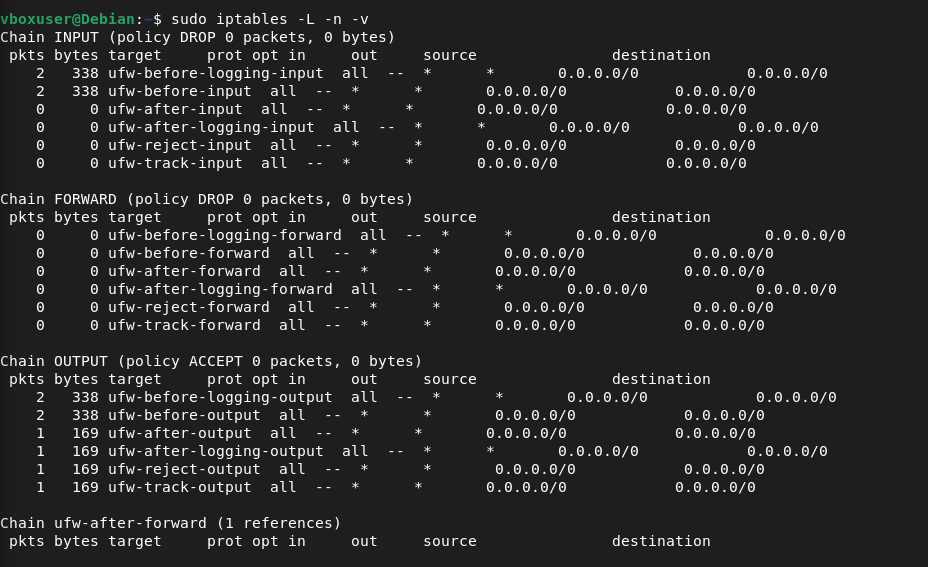 vboxuser@Debian:~$ sudo iptables -L -n -v
Chain INPUT (policy DROP 0 packets, 0 bytes)
 pkts bytes target     prot opt in     out     source               destination
    2   338 ufw-before-logging-input  all  --  *      *       0.0.0.0/0             0.0.0.0/0
    2   338 ufw-before-input  all  --  *      *       0.0.0.0/0            0.0.0.0/0
    0     0 ufw-after-input  all  --  *      *       0.0.0.0/0            0.0.0.0/0
    0     0 ufw-after-logging-input  all  --  *      *       0.0.0.0/0            0.0.0.0/0
    0     0 ufw-reject-input  all  --  *      *       0.0.0.0/0            0.0.0.0/0
    0     0 ufw-track-input  all  --  *      *       0.0.0.0/0            0.0.0.0/0

Chain FORWARD (policy DROP 0 packets, 0 bytes)
 pkts bytes target     prot opt in     out     source               destination
    0     0 ufw-before-logging-forward  all  --  *      *       0.0.0.0/0            0.0.0.0/0
    0     0 ufw-before-forward  all  --  *      *       0.0.0.0/0            0.0.0.0/0
    0     0 ufw-after-forward  all  --  *      *       0.0.0.0/0            0.0.0.0/0
    0     0 ufw-after-logging-forward  all  --  *      *       0.0.0.0/0            0.0.0.0/0
    0     0 ufw-reject-forward  all  --  *      *       0.0.0.0/0            0.0.0.0/0
    0     0 ufw-track-forward  all  --  *      *       0.0.0.0/0            0.0.0.0/0

Chain OUTPUT (policy ACCEPT 0 packets, 0 bytes)
 pkts bytes target     prot opt in     out     source               destination
    2   338 ufw-before-logging-output  all  --  *      *       0.0.0.0/0            0.0.0.0/0
    2   338 ufw-before-output  all  --  *      *       0.0.0.0/0            0.0.0.0/0
    1   169 ufw-after-output  all  --  *      *       0.0.0.0/0            0.0.0.0/0
    1   169 ufw-after-logging-output  all  --  *      *       0.0.0.0/0            0.0.0.0/0
    1   169 ufw-reject-output  all  --  *      *       0.0.0.0/0            0.0.0.0/0
    1   169 ufw-track-output  all  --  *      *       0.0.0.0/0            0.0.0.0/0

Chain ufw-after-forward (1 references)
 pkts bytes target     prot opt in     out     source               destination